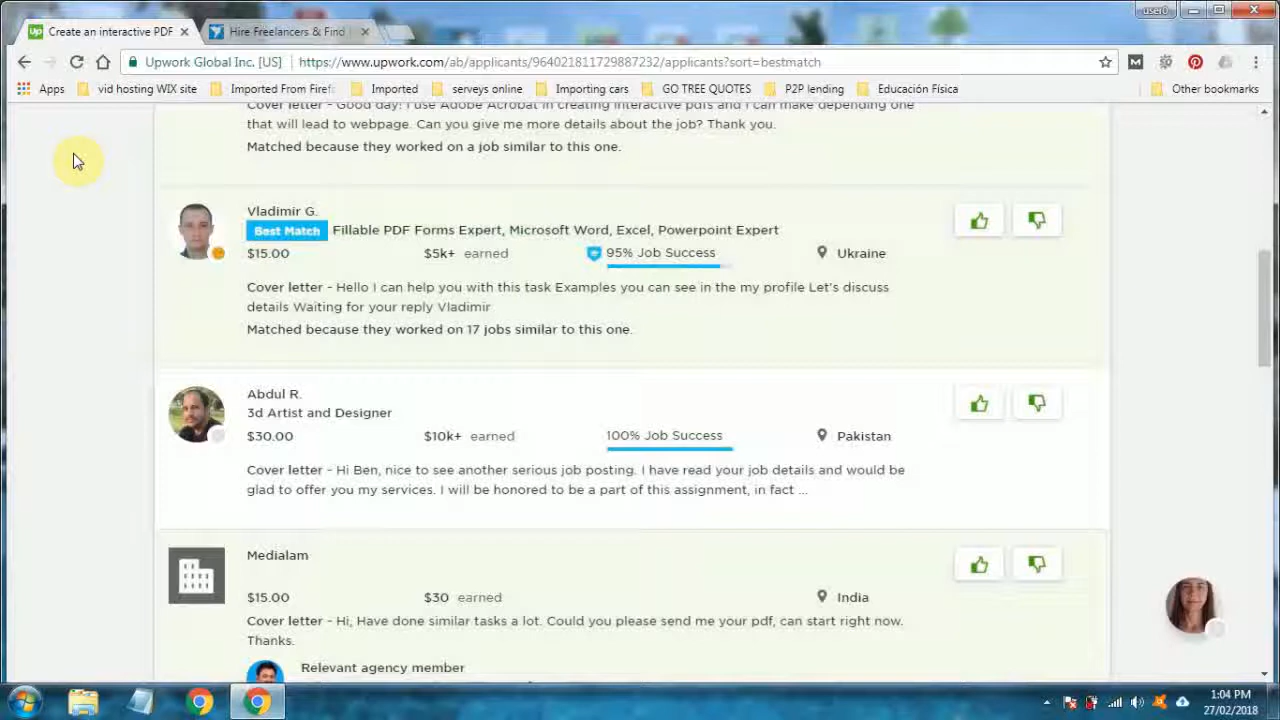 user0
Create an interactive PDF
Hire Freelancers & Find
Upwork Global Inc. [US] https://www.upwork.com/ab/applicants/964021811729887232/applicants?sort=bestmatch
Apps vid hosting WIX site Imported From Firefo Imported serveys online Importing cars GO TREE QUOTES P2P lending Educación Física Other bookmarks
Cover letter - Good day! I use Adobe Acrobat in creating interactive pdfs and I can make depending one
that will lead to webpage. Can you give me more details about the job? Thank you.
Matched because they worked on a job similar to this one.
Vladimir G.
Best Match Fillable PDF Forms Expert, Microsoft Word, Excel, Powerpoint Expert
$15.00 $5k+ earned 95% Job Success Ukraine
Cover letter - Hello I can help you with this task Examples you can see in the my profile Let's discuss
details Waiting for your reply Vladimir
Matched because they worked on 17 jobs similar to this one.
Abdul R.
3d Artist and Designer
$30.00 $10k+ earned 100% Job Success Pakistan
Cover letter - Hi Ben, nice to see another serious job posting. I have read your job details and would be
glad to offer you my services. I will be honored to be a part of this assignment, in fact ...
Medialam
$15.00 $30 earned India
Cover letter - Hi, Have done similar tasks a lot. Could you please send me your pdf, can start right now.
Thanks.
Relevant agency member
1:04 PM
27/02/2018